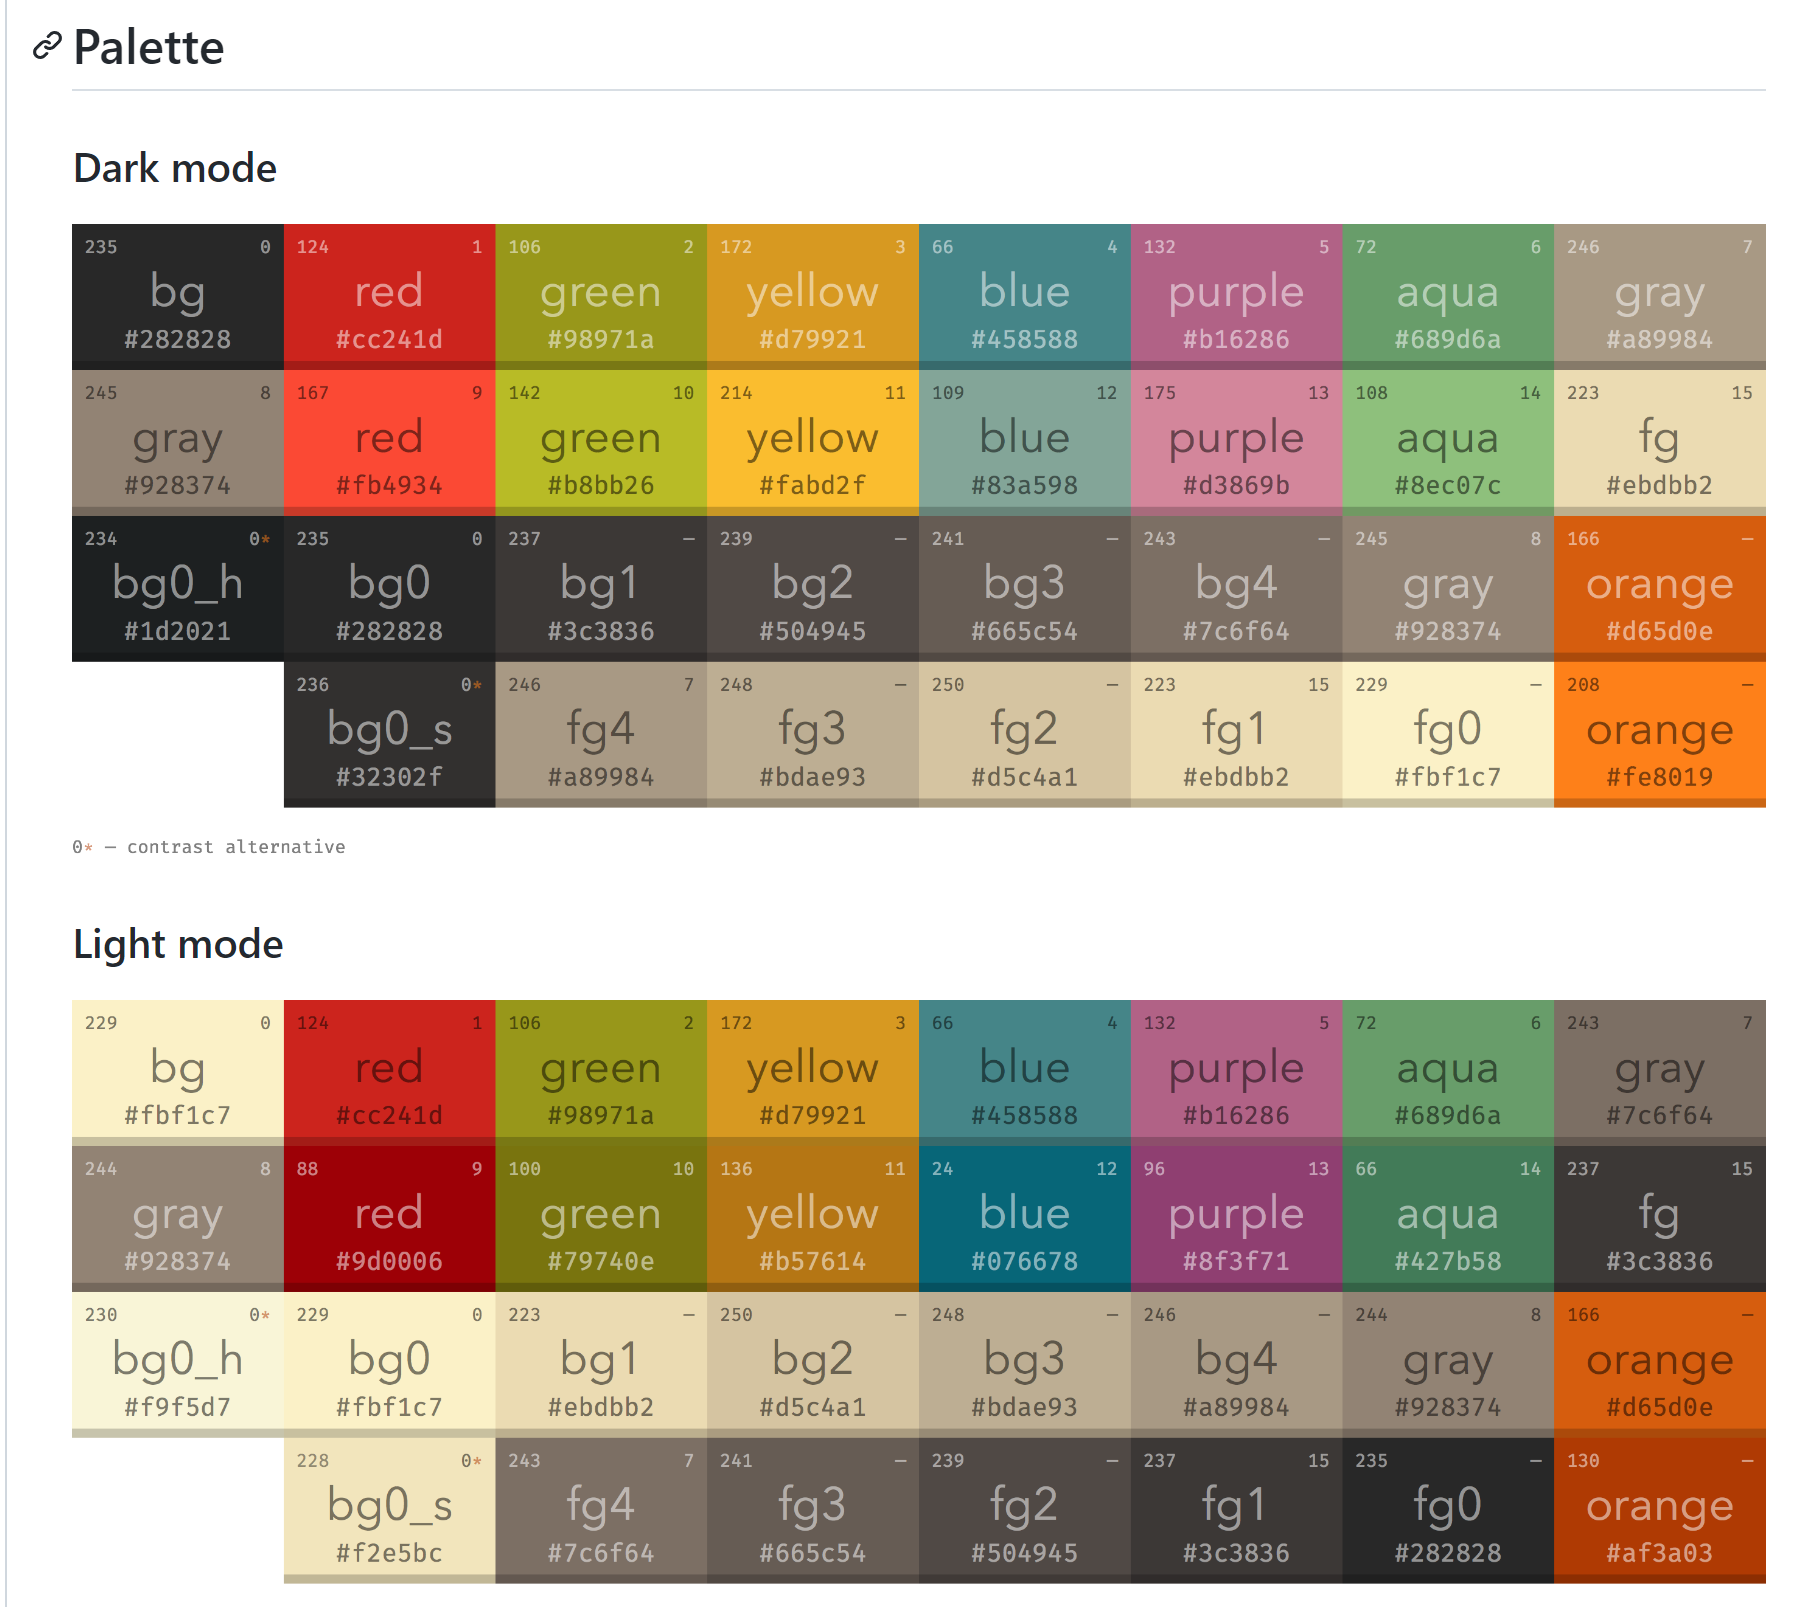 Palette
Dark mode
235 0 124 1 106 2 172 3 66 4 132 5 72 6 246 7
bg red green yellow blue purple aqua gray
#282828 #cc241d #98971a #d79921 #458588 #b16286 #689d6a #a89984
245 8 167 9 142 10 214 11 109 12 175 13 108 14 223 15
gray red green yellow blue purple aqua fg
#928374 #fb4934 #b8bb26 #fabd2f #83a598 #d3869b #8ec07c #ebdbb2
234 0* 235 0 237 — 239 — 241 — 243 — 245 8 166 —
bg0_h bg0 bg1 bg2 bg3 bg4 gray orange
#1d2021 #282828 #3c3836 #504945 #665c54 #7c6f64 #928374 #d65d0e
236 0* 246 7 248 — 250 — 223 15 229 — 208 —
bg0_s fg4 fg3 fg2 fg1 fg0 orange
#32302f #a89984 #bdae93 #d5c4a1 #ebdbb2 #fbf1c7 #fe8019
0* — contrast alternative
Light mode
229 0 124 1 106 2 172 3 66 4 132 5 72 6 243 7
bg red green yellow blue purple aqua gray
#fbf1c7 #cc241d #98971a #d79921 #458588 #b16286 #689d6a #7c6f64
244 8 88 9 100 10 136 11 24 12 96 13 66 14 237 15
gray red green yellow blue purple aqua fg
#928374 #9d0006 #79740e #b57614 #076678 #8f3f71 #427b58 #3c3836
230 0* 229 0 223 — 250 — 248 — 246 — 244 8 166 —
bg0_h bg0 bg1 bg2 bg3 bg4 gray orange
#f9f5d7 #fbf1c7 #ebdbb2 #d5c4a1 #bdae93 #a89984 #928374 #d65d0e
228 0* 243 7 241 — 239 — 237 15 235 — 130 —
bg0_s fg4 fg3 fg2 fg1 fg0 orange
#f2e5bc #7c6f64 #665c54 #504945 #3c3836 #282828 #af3a03